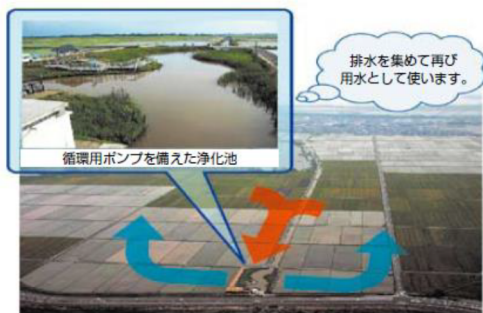 排水を集めて再び
用水として使います。
循環用ポンプを備えた浄化池